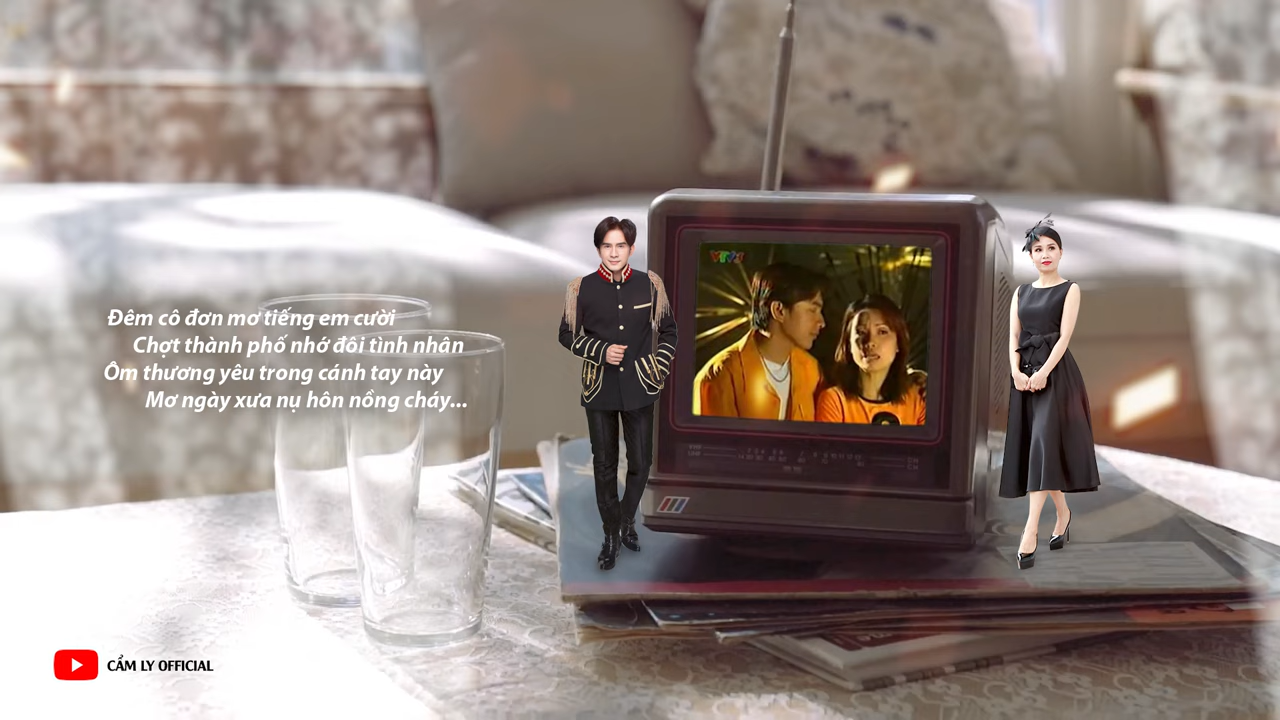 VTV3
Đêm cô đơn mơ tiếng em cười
Chợt thành phố nhớ đôi tình nhân
Ôm thương yêu trong cánh tay này
Mơ ngày xưa nụ hôn nồng cháy...
CẨM LY OFFICIAL